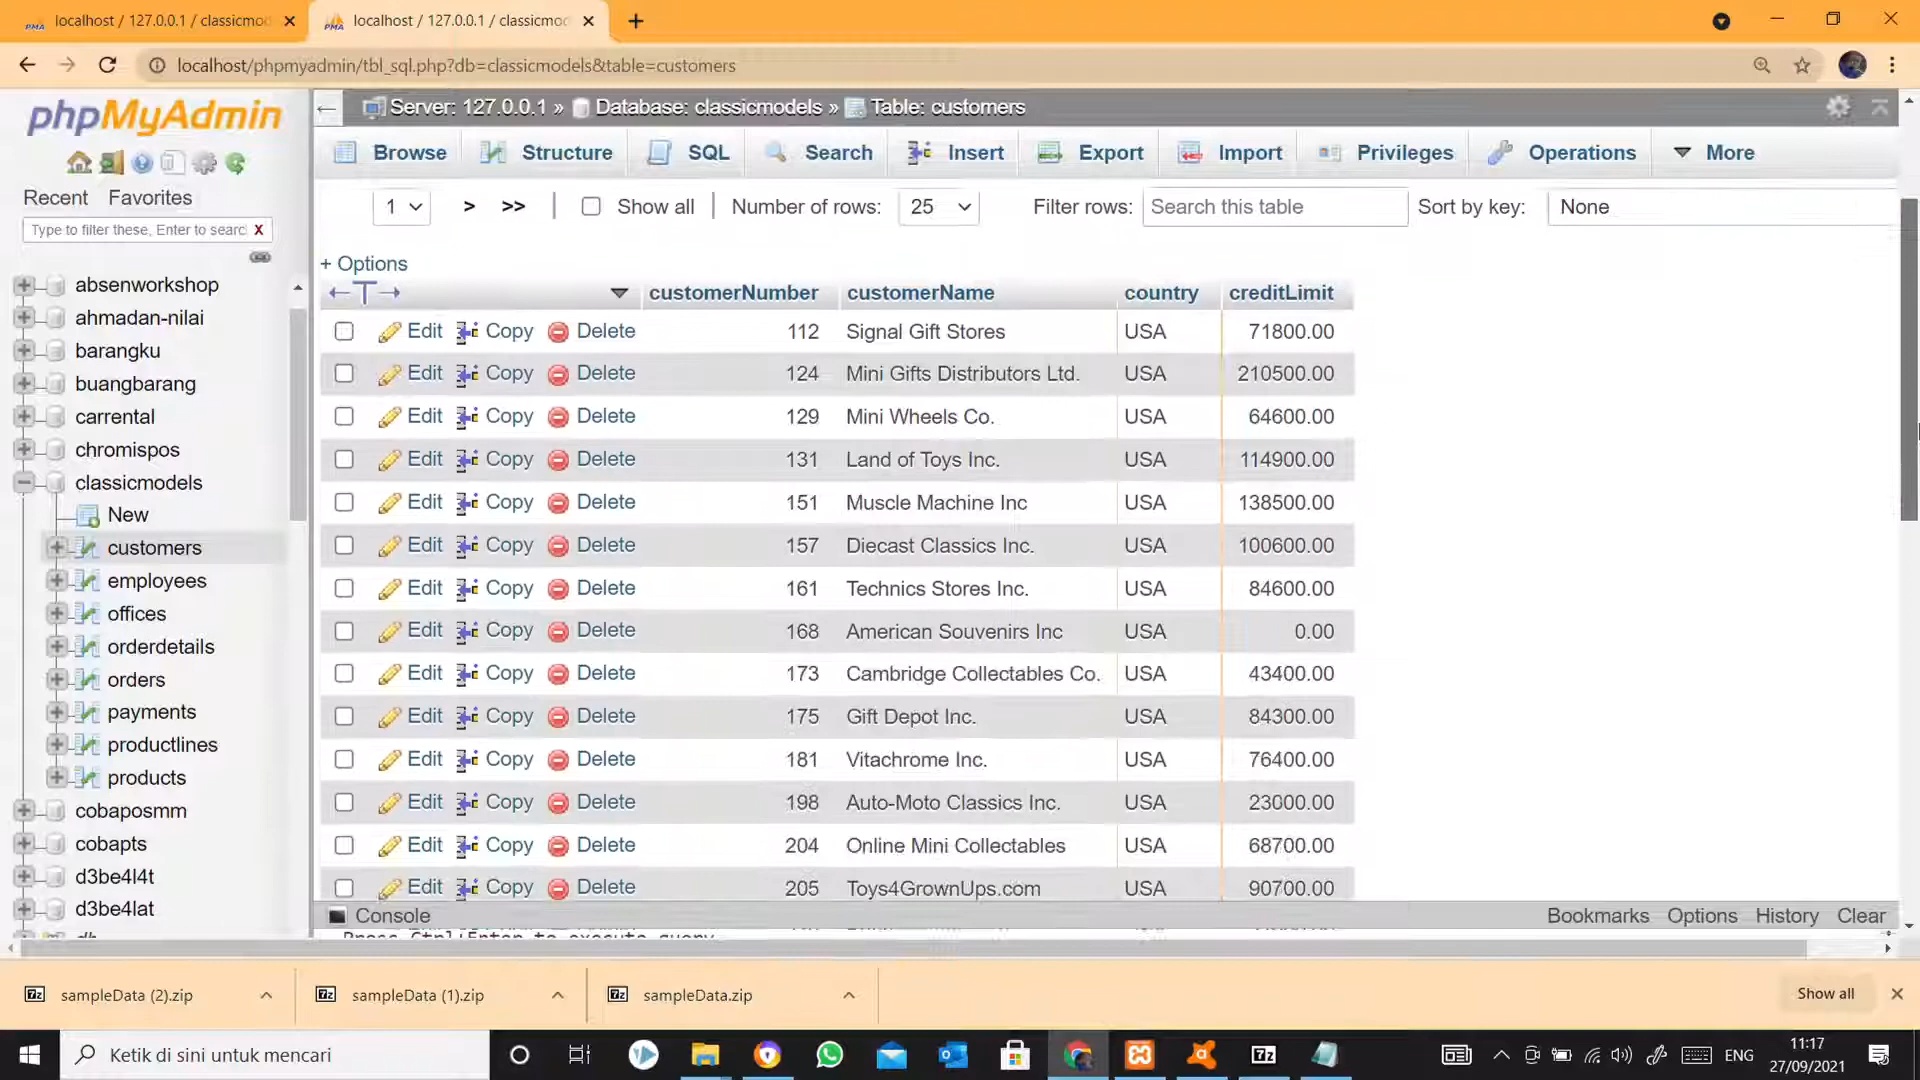 localhost / 127.0.0.1 / classicmo
localhost / 127.0.0.1 / classicmo
localhost/phpmyadmin/tbl_sql.php?db=classicmodels&table=customers
phpMyAdmin
Recent Favorites
Type to filter these, Enter to searc X
absenworkshop
ahmadan-nilai
barangku
buangbarang
carrental
chromispos
classicmodels
New
customers
employees
offices
orderdetails
orders
payments
productlines
products
cobaposmm
cobapts
d3be4l4t
d3be4lat
Server: 127.0.0.1 » Database: classicmodels » Table: customers
Browse Structure SQL Search Insert Export Import Privileges Operations More
1 > >> | Show all | Number of rows: 25 Filter rows: Search this table Sort by key: None
+ Options
customerNumber customerName country creditLimit
Edit Copy Delete 112 Signal Gift Stores USA 71800.00
Edit Copy Delete 124 Mini Gifts Distributors Ltd. USA 210500.00
Edit Copy Delete 129 Mini Wheels Co. USA 64600.00
Edit Copy Delete 131 Land of Toys Inc. USA 114900.00
Edit Copy Delete 151 Muscle Machine Inc USA 138500.00
Edit Copy Delete 157 Diecast Classics Inc. USA 100600.00
Edit Copy Delete 161 Technics Stores Inc. USA 84600.00
Edit Copy Delete 168 American Souvenirs Inc USA 0.00
Edit Copy Delete 173 Cambridge Collectables Co. USA 43400.00
Edit Copy Delete 175 Gift Depot Inc. USA 84300.00
Edit Copy Delete 181 Vitachrome Inc. USA 76400.00
Edit Copy Delete 198 Auto-Moto Classics Inc. USA 23000.00
Edit Copy Delete 204 Online Mini Collectables USA 68700.00
Edit Copy Delete 205 Toys4GrownUps.com USA 90700.00
Console Bookmarks Options History Clear
Press Ctrl+Enter to execute query
sampleData (2).zip sampleData (1).zip sampleData.zip Show all
Ketik di sini untuk mencari
ENG
11:17
27/09/2021